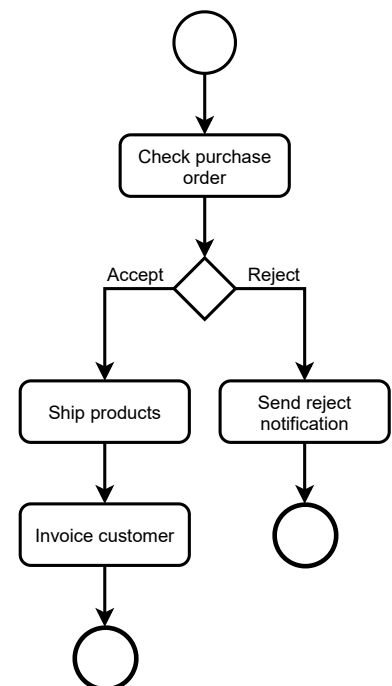 Check purchase
order
Accept
Reject
Ship products
Send reject
notification
Invoice customer